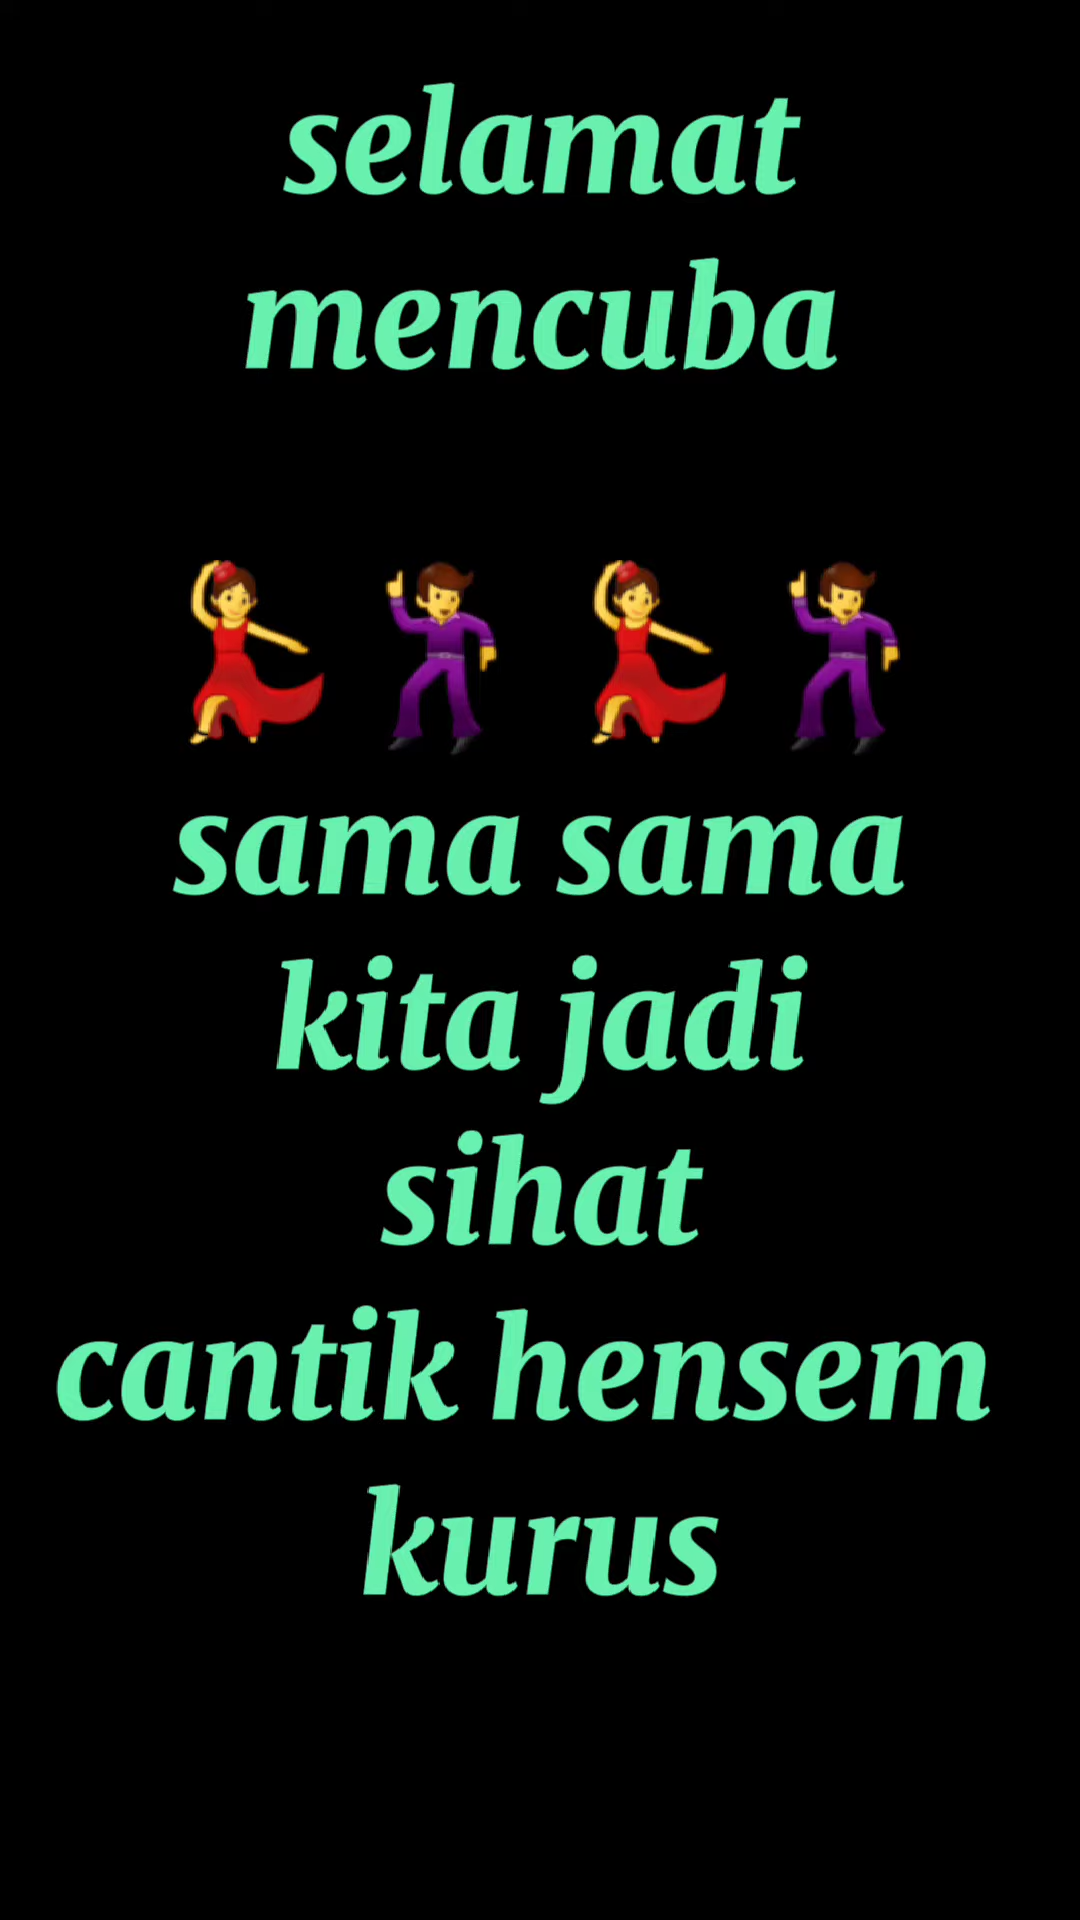 selamat
mencuba
💃🕺💃🕺
sama sama
kita jadi
sihat
cantik hensem
kurus